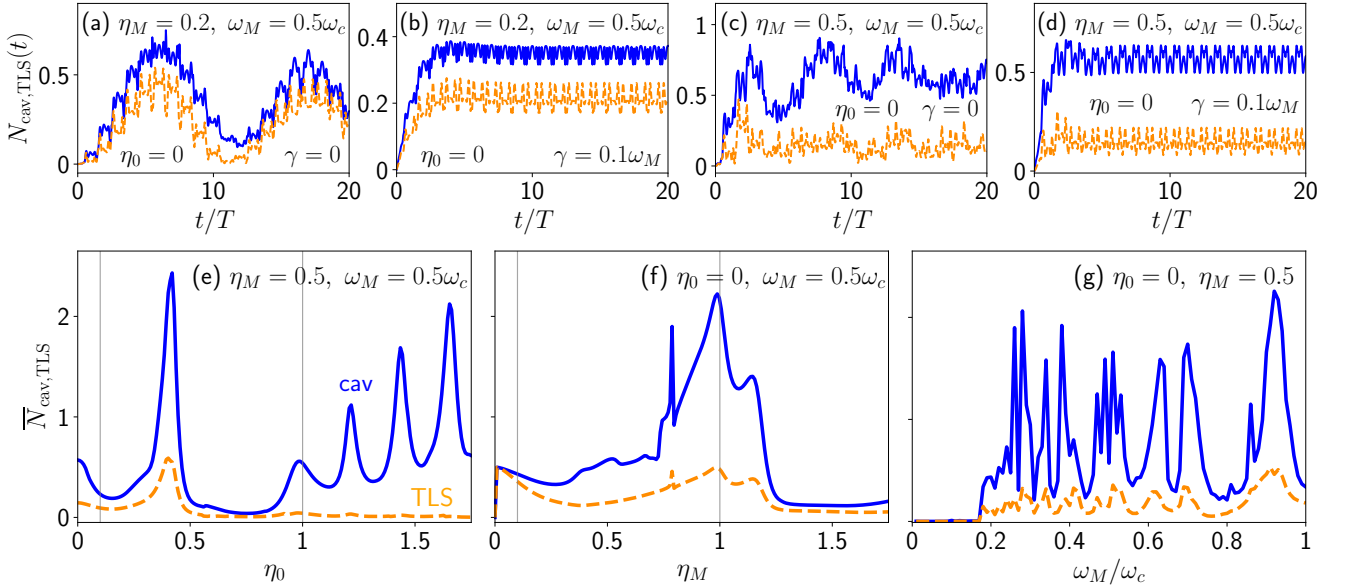 (a) η_M = 0.2, ω_M = 0.5ω_c
(b) η_M = 0.2, ω_M = 0.5ω_c
(c) η_M = 0.5, ω_M = 0.5ω_c
(d) η_M = 0.5, ω_M = 0.5ω_c
N_cav,TLS(t)
0.5
0
0.4
0.2
0.0
1
0.5
0
0.5
0
η_0 = 0 γ = 0
η_0 = 0 γ = 0.1ω_M
η_0 = 0 γ = 0
η_0 = 0 γ = 0.1ω_M
0 10 20
0 10 20
0 10 20
0 10 20
t/T
t/T
t/T
t/T
(e) η_M = 0.5, ω_M = 0.5ω_c
(f) η_0 = 0, ω_M = 0.5ω_c
(g) η_0 = 0, η_M = 0.5
N̅_cav,TLS
2
1
0
cav
TLS
0 0.5 1 1.5
0 0.5 1 1.5
0.2 0.4 0.6 0.8 1
η_0
η_M
ω_M/ω_c